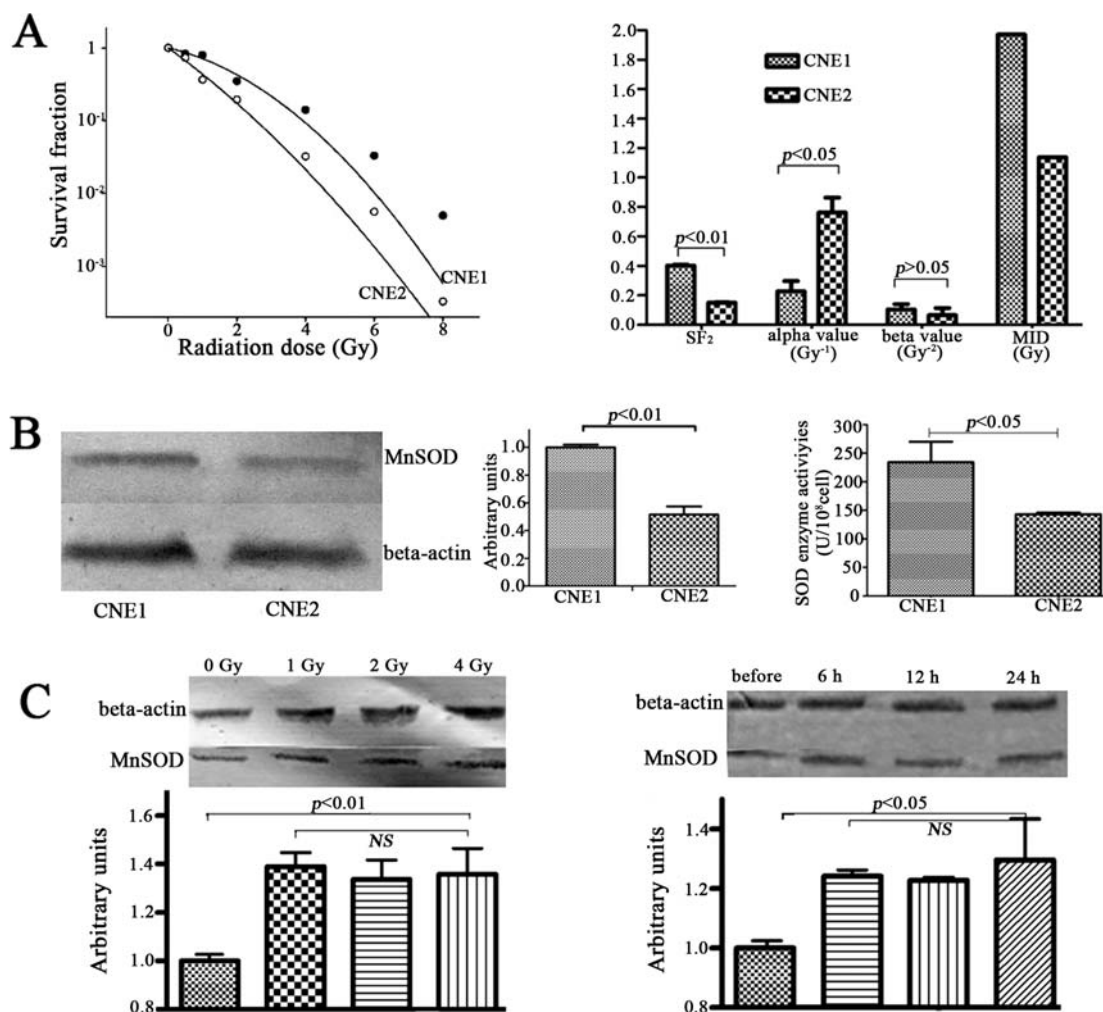 A
Survival fraction
1
10-1
10-2
10-3
CNE1
CNE2
0 2 4 6 8
Radiation dose (Gy)
2.0
1.8
1.6
1.4
1.2
1.0
0.8
0.6
0.4
0.2
0.0
CNE1
CNE2
p<0.01
p<0.05
p>0.05
SF2 alpha value beta value MID
(Gy-1) (Gy-2) (Gy)
B
MnSOD
beta-actin
CNE1 CNE2
Arbitrary units
1.0
0.8
0.6
0.4
0.2
0.0
p<0.01
CNE1 CNE2
SOD enzyme activiyies
(U/10⁸cell)
300
250
200
250
150
100
50
0
p<0.05
CNE1 CNE2
C
0 Gy 1 Gy 2 Gy 4 Gy
beta-actin
MnSOD
Arbitrary units
1.6
1.4
1.2
1.0
0.8
p<0.01
NS
before 6 h 12 h 24 h
beta-actin
MnSOD
Arbitrary units
1.4
1.2
1.0
0.8
p<0.05
NS